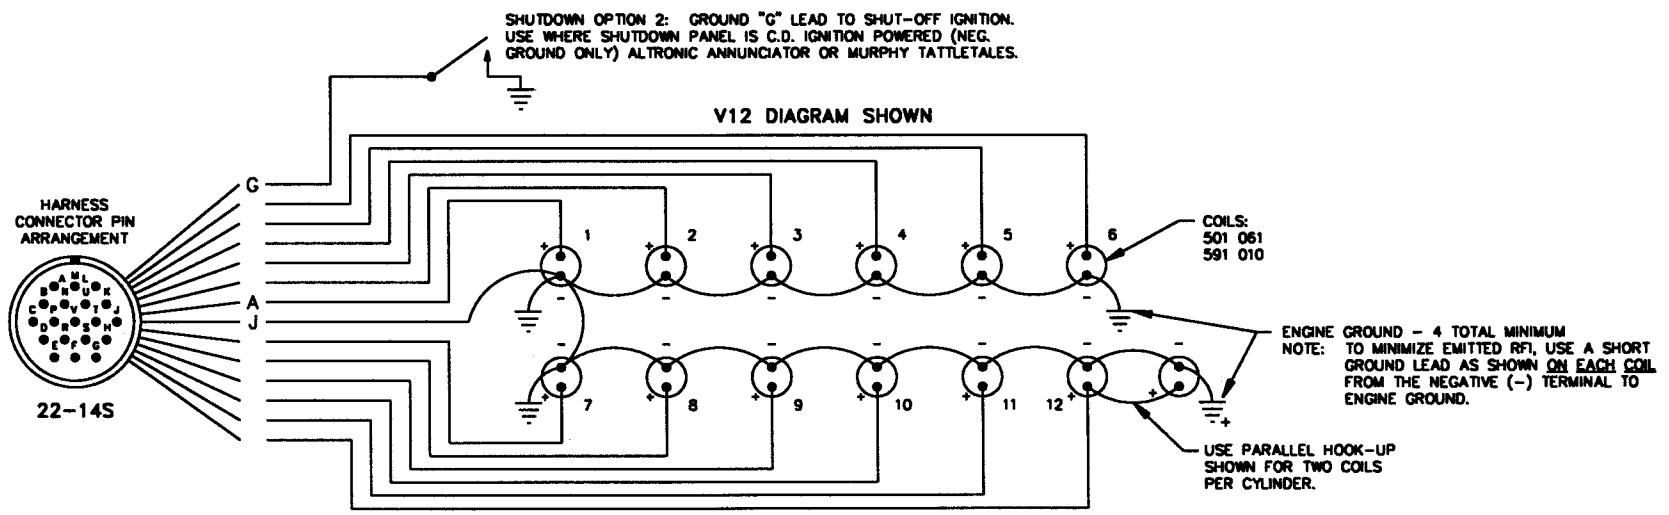 SHUTDOWN OPTION 2: GROUND "G" LEAD TO SHUT-OFF IGNITION.
USE WHERE SHUTDOWN PANEL IS C.D. IGNITION POWERED (NEG.
GROUND ONLY) ALTRONIC ANNUNCIATOR OR MURPHY TATTLETALES.
V12 DIAGRAM SHOWN
G
HARNESS
CONNECTOR PIN
ARRANGEMENT
A M L
B N U K
C P V T J
D R S H
E F G
22-14S
A
J
+ 1 + 2 + 3 + 4 + 5 + 6
- - - - - -
COILS:
501 061
591 010
ENGINE GROUND - 4 TOTAL MINIMUM
NOTE: TO MINIMIZE EMITTED RFI, USE A SHORT
GROUND LEAD AS SHOWN ON EACH COIL
FROM THE NEGATIVE (-) TERMINAL TO
ENGINE GROUND.
- - - - - - -
+ 7 + 8 + 9 + 10 + 11 12 + + +
USE PARALLEL HOOK-UP
SHOWN FOR TWO COILS
PER CYLINDER.